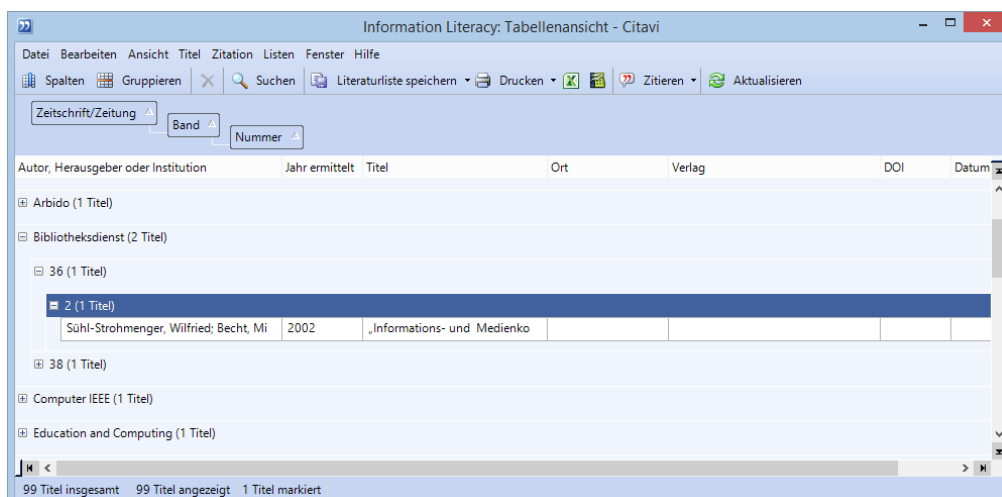 Information Literacy: Tabellenansicht - Citavi
Datei Bearbeiten Ansicht Titel Zitation Listen Fenster Hilfe
Spalten Gruppieren Suchen Literaturliste speichern Drucken Zitieren Aktualisieren
Zeitschrift/Zeitung
Band
Nummer
Autor, Herausgeber oder Institution Jahr ermittelt Titel Ort Verlag DOI Datum
Arbido (1 Titel)
Bibliotheksdienst (2 Titel)
36 (1 Titel)
2 (1 Titel)
Sühl-Strohmenger, Wilfried; Becht, Mi 2002 „Informations- und Medienko
38 (1 Titel)
Computer IEEE (1 Titel)
Education and Computing (1 Titel)
99 Titel insgesamt 99 Titel angezeigt 1 Titel markiert